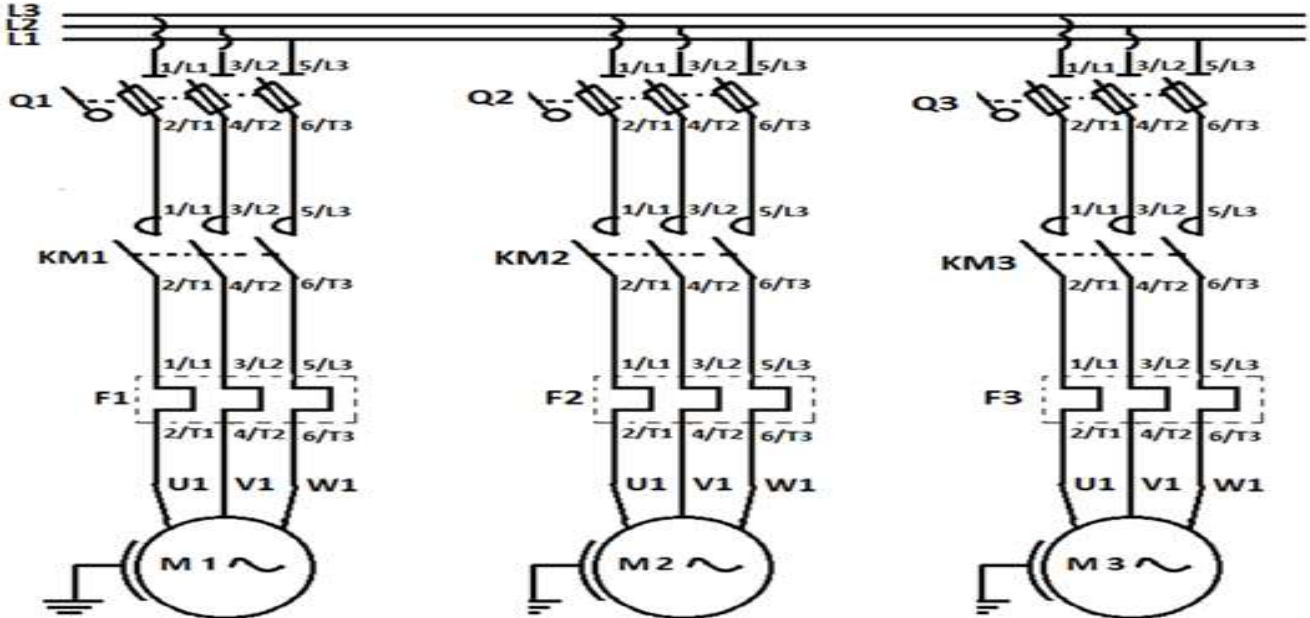 L3
L2
L1
1/L1 3/L2 5/L3 1/L1 3/L2 5/L3 1/L1 3/L2 5/L3
Q1 Q2 Q3
2/T1 4/T2 6/T3 2/T1 4/T2 6/T3 2/T1 4/T2 6/T3
1/L1 3/L2 5/L3 1/L1 3/L2 5/L3 1/L1 3/L2 5/L3
KM1 KM2 KM3
2/T1 4/T2 6/T3 2/T1 4/T2 6/T3 2/T1 4/T2 6/T3
1/L1 3/L2 5/L3 1/L1 3/L2 5/L3 1/L1 3/L2 5/L3
F1 F2 F3
2/T1 4/T2 6/T3 2/T1 4/T2 6/T3 2/T1 4/T2 6/T3
U1 V1 W1 U1 V1 W1 U1 V1 W1
M 1 M 2 M 3